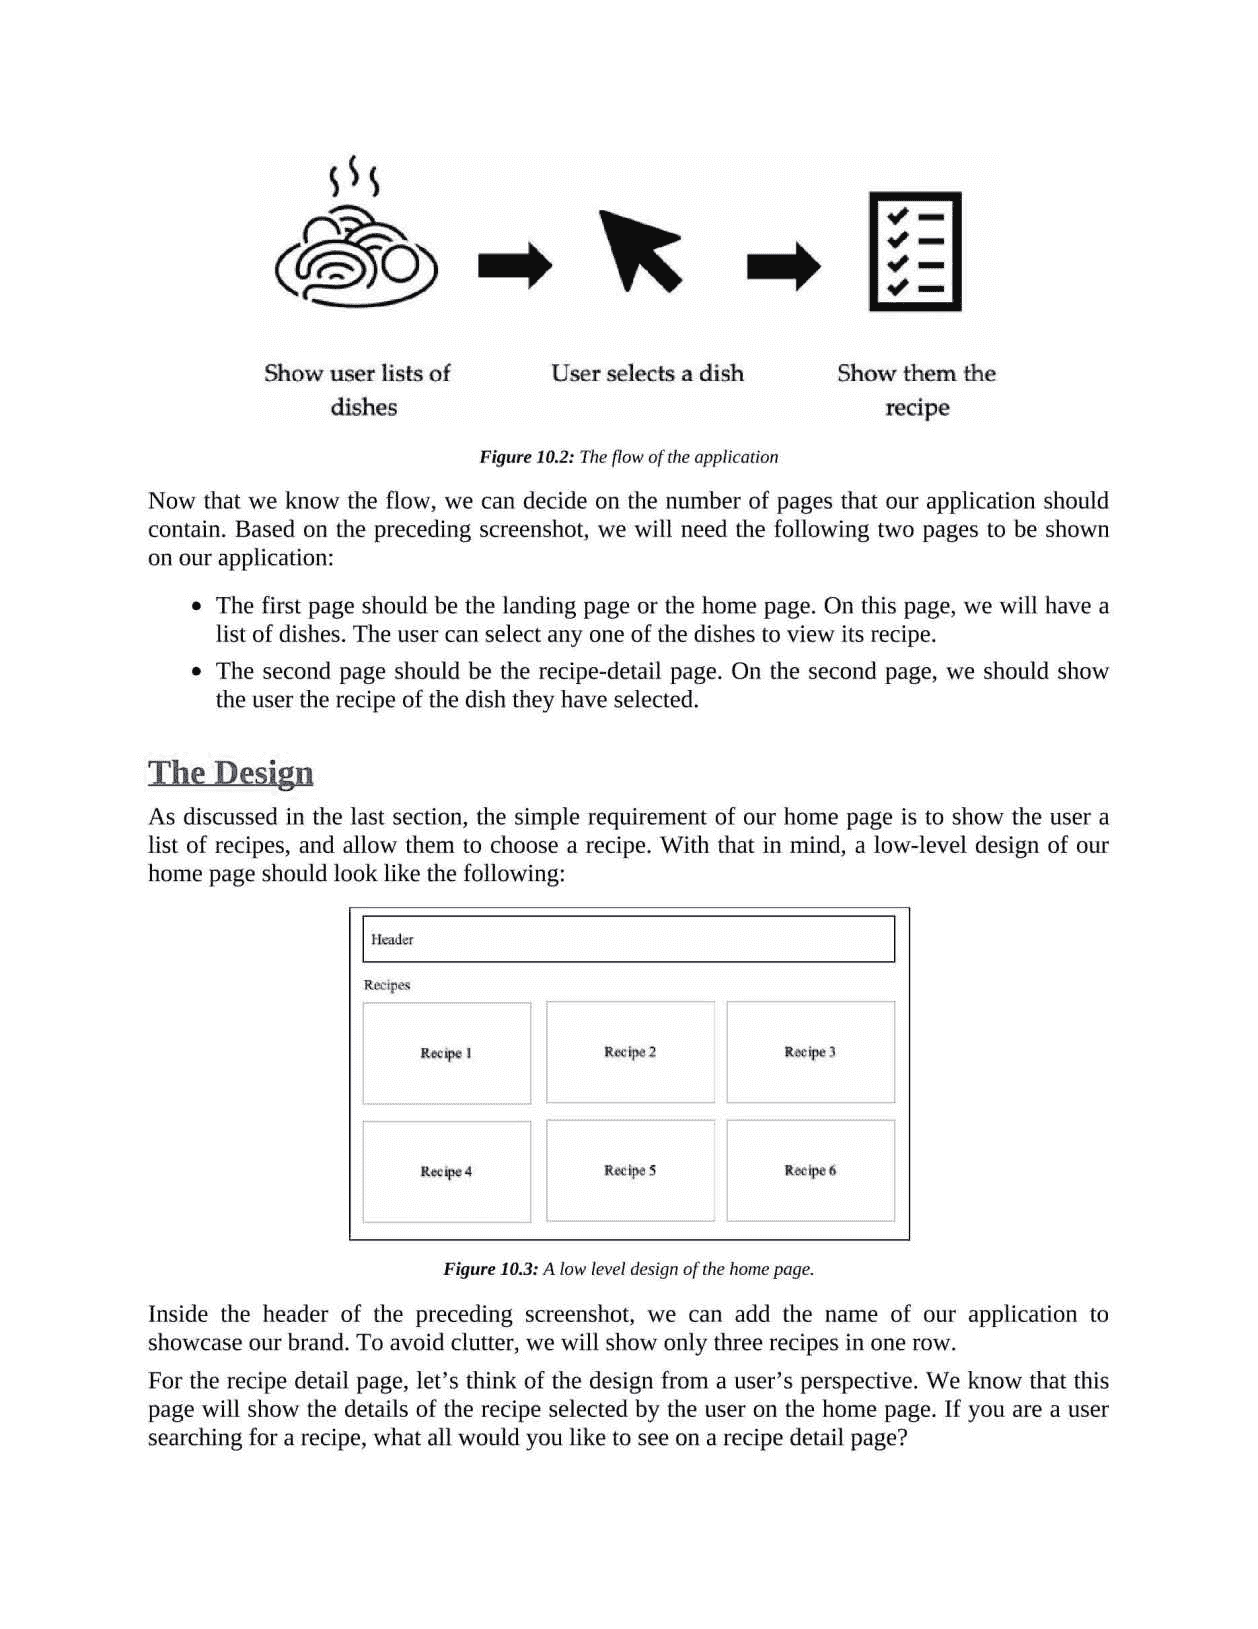 Show user lists of
dishes
User selects a dish
Show them the
recipe
Figure 10.2: The flow of the application
Now that we know the flow, we can decide on the number of pages that our application should
contain. Based on the preceding screenshot, we will need the following two pages to be shown
on our application:
• The first page should be the landing page or the home page. On this page, we will have a
list of dishes. The user can select any one of the dishes to view its recipe.
• The second page should be the recipe-detail page. On the second page, we should show
the user the recipe of the dish they have selected.
The Design
As discussed in the last section, the simple requirement of our home page is to show the user a
list of recipes, and allow them to choose a recipe. With that in mind, a low-level design of our
home page should look like the following:
Header
Recipes
Recipe 1
Recipe 2
Recipe 3
Recipe 4
Recipe 5
Recipe 6
Figure 10.3: A low level design of the home page.
Inside the header of the preceding screenshot, we can add the name of our application to
showcase our brand. To avoid clutter, we will show only three recipes in one row.
For the recipe detail page, let’s think of the design from a user’s perspective. We know that this
page will show the details of the recipe selected by the user on the home page. If you are a user
searching for a recipe, what all would you like to see on a recipe detail page?